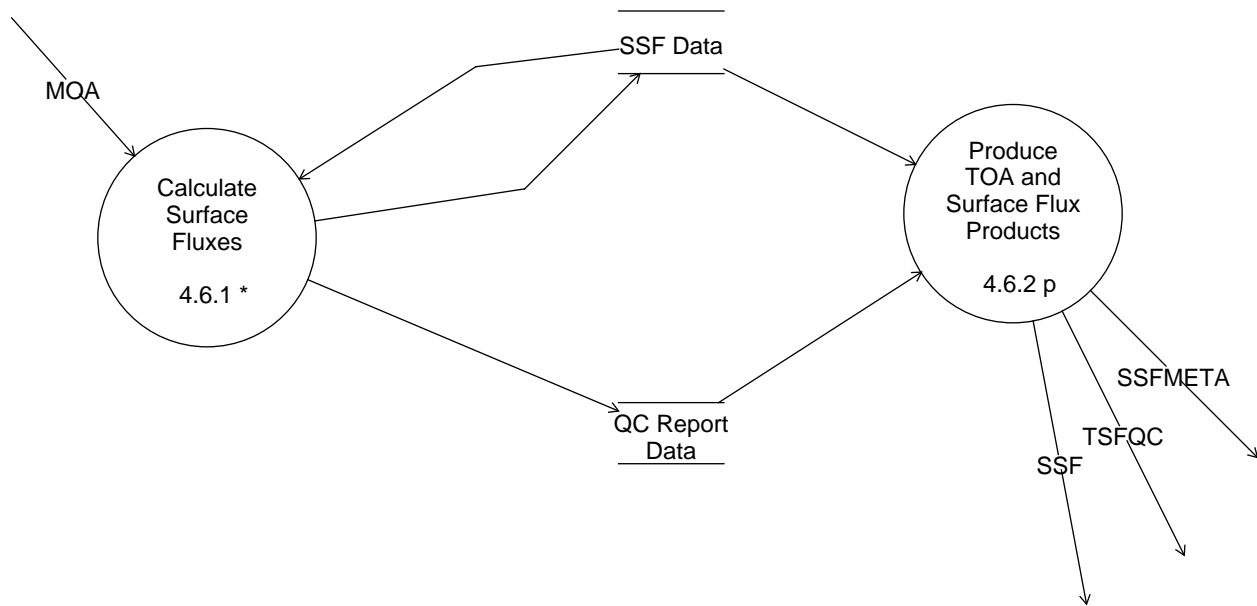 SSF Data
MOA
Calculate
Surface
Fluxes
4.6.1 *
Produce
TOA and
Surface Flux
Products
4.6.2 p
QC Report
Data
SSFMETA
TSFQC
SSF